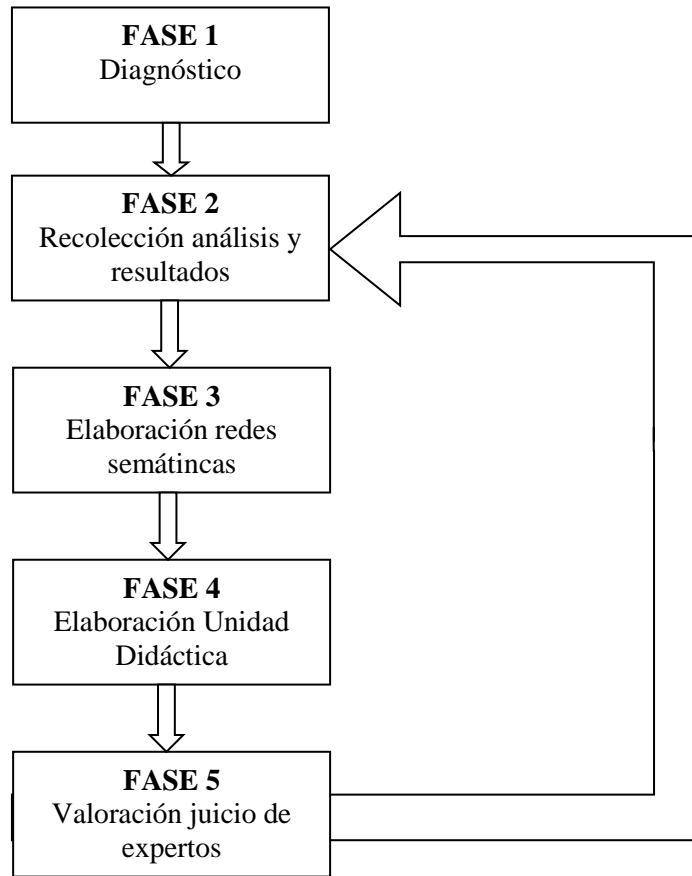 FASE 1
Diagnóstico
FASE 2
Recolección análisis y
resultados
FASE 3
Elaboración redes
semátincas
FASE 4
Elaboración Unidad
Didáctica
FASE 5
Valoración juicio de
expertos